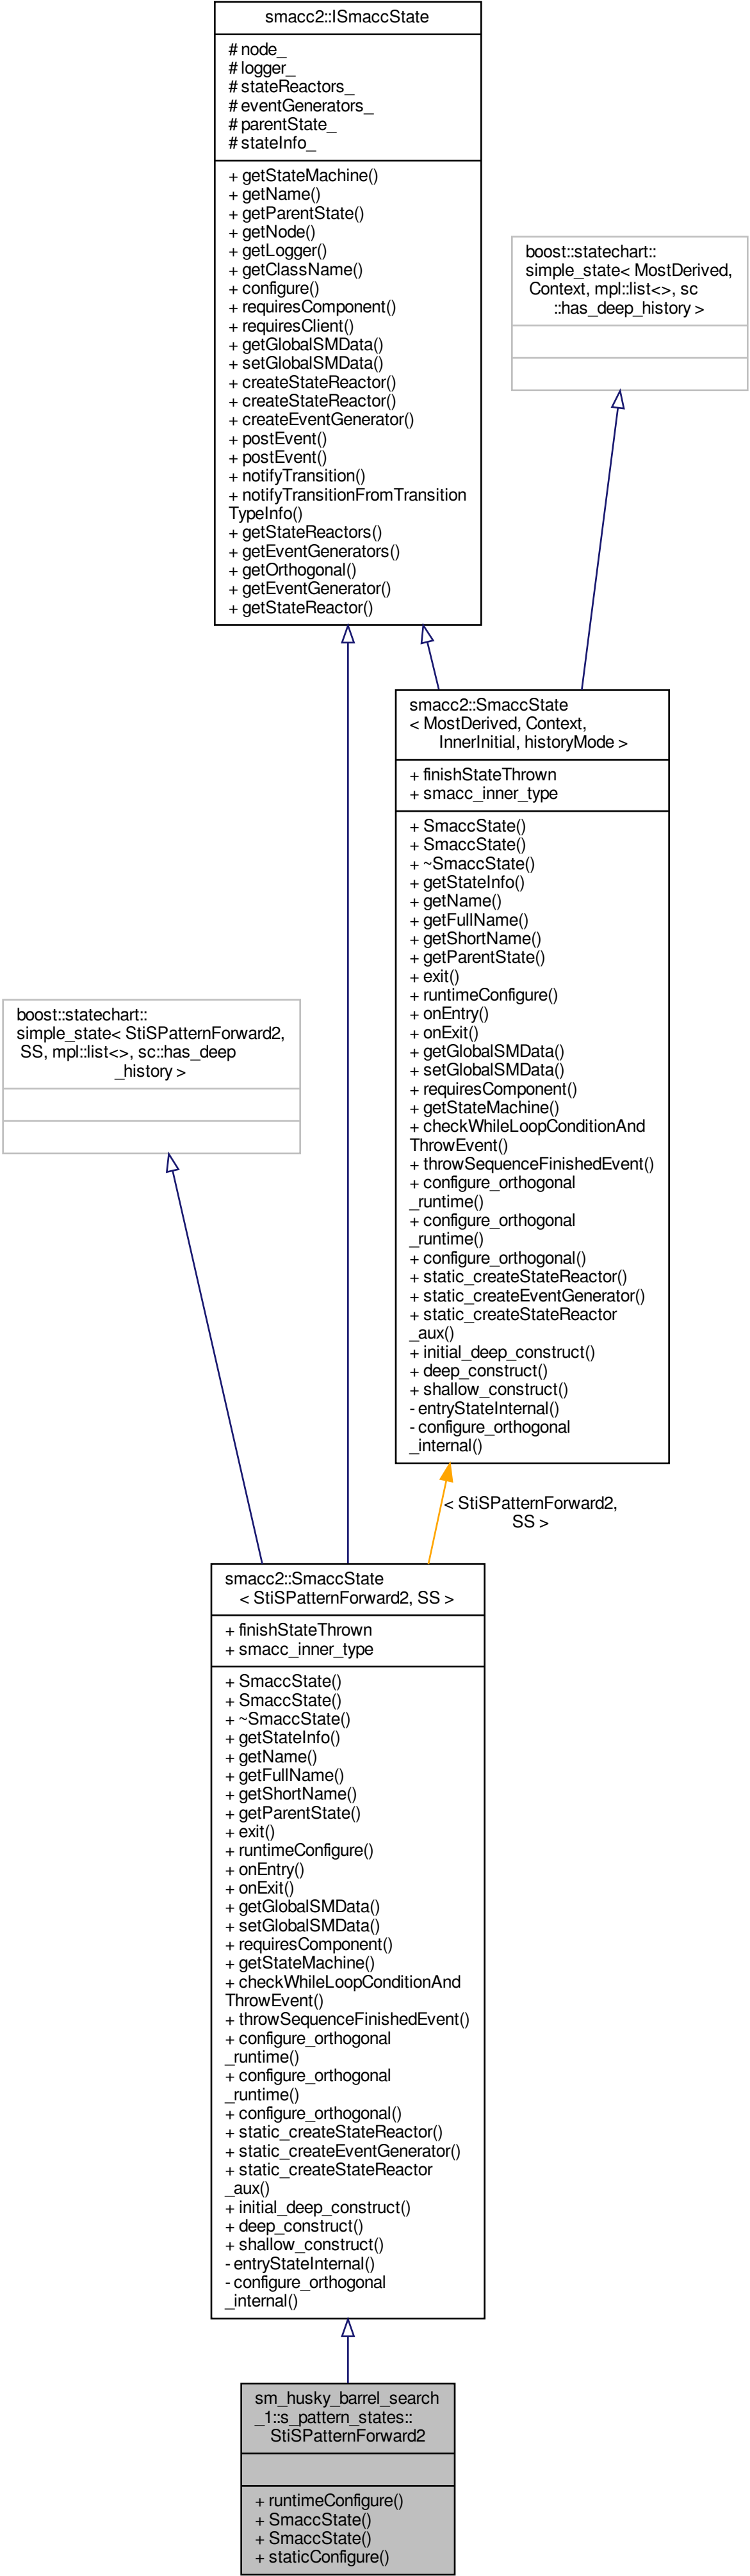 smacc2::ISmaccState
# node_
# logger_
# stateReactors_
# eventGenerators_
# parentState_
# stateInfo_
+ getStateMachine()
+ getName()
+ getParentState()
+ getNode()
+ getLogger()
+ getClassName()
+ configure()
+ requiresComponent()
+ requiresClient()
+ getGlobalSMData()
+ setGlobalSMData()
+ createStateReactor()
+ createStateReactor()
+ createEventGenerator()
+ postEvent()
+ postEvent()
+ notifyTransition()
+ notifyTransitionFromTransition
TypeInfo()
+ getStateReactors()
+ getEventGenerators()
+ getOrthogonal()
+ getEventGenerator()
+ getStateReactor()
boost::statechart::
simple_state< MostDerived,
Context, mpl::list<>, sc
::has_deep_history >
smacc2::SmaccState
< MostDerived, Context,
InnerInitial, historyMode >
+ finishStateThrown
+ smacc_inner_type
+ SmaccState()
+ SmaccState()
+ ~SmaccState()
+ getStateInfo()
+ getName()
+ getFullName()
+ getShortName()
+ getParentState()
+ exit()
+ runtimeConfigure()
+ onEntry()
+ onExit()
+ getGlobalSMData()
+ setGlobalSMData()
+ requiresComponent()
+ getStateMachine()
+ checkWhileLoopConditionAnd
ThrowEvent()
+ throwSequenceFinishedEvent()
+ configure_orthogonal
_runtime()
+ configure_orthogonal
_runtime()
+ configure_orthogonal()
+ static_createStateReactor()
+ static_createEventGenerator()
+ static_createStateReactor
_aux()
+ initial_deep_construct()
+ deep_construct()
+ shallow_construct()
- entryStateInternal()
- configure_orthogonal
_internal()
boost::statechart::
simple_state< StiSPatternForward2,
SS, mpl::list<>, sc::has_deep
_history >
< StiSPatternForward2,
SS >
smacc2::SmaccState
< StiSPatternForward2, SS >
+ finishStateThrown
+ smacc_inner_type
+ SmaccState()
+ SmaccState()
+ ~SmaccState()
+ getStateInfo()
+ getName()
+ getFullName()
+ getShortName()
+ getParentState()
+ exit()
+ runtimeConfigure()
+ onEntry()
+ onExit()
+ getGlobalSMData()
+ setGlobalSMData()
+ requiresComponent()
+ getStateMachine()
+ checkWhileLoopConditionAnd
ThrowEvent()
+ throwSequenceFinishedEvent()
+ configure_orthogonal
_runtime()
+ configure_orthogonal
_runtime()
+ configure_orthogonal()
+ static_createStateReactor()
+ static_createEventGenerator()
+ static_createStateReactor
_aux()
+ initial_deep_construct()
+ deep_construct()
+ shallow_construct()
- entryStateInternal()
- configure_orthogonal
_internal()
sm_husky_barrel_search
_1::s_pattern_states::
StiSPatternForward2
+ runtimeConfigure()
+ SmaccState()
+ SmaccState()
+ staticConfigure()